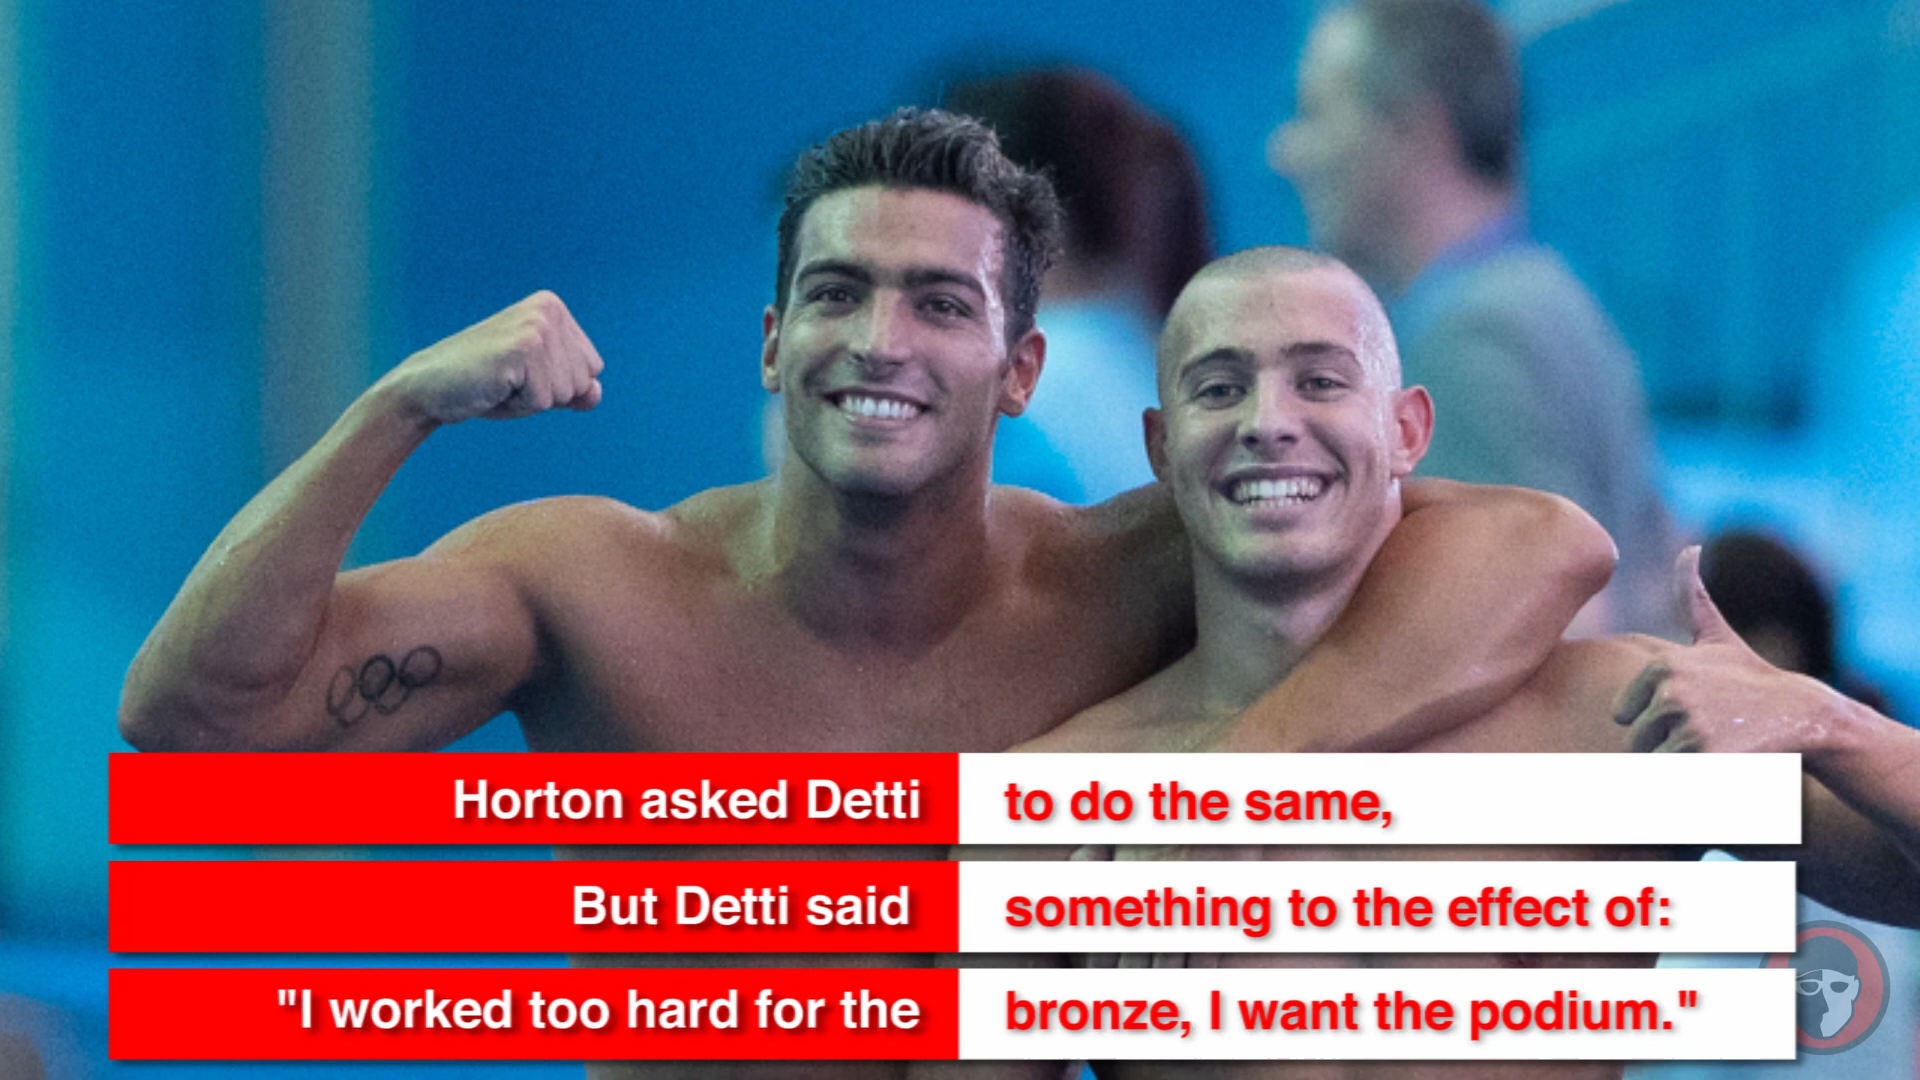 Horton asked Detti to do the same,
But Detti said something to the effect of:
"I worked too hard for the bronze, I want the podium."